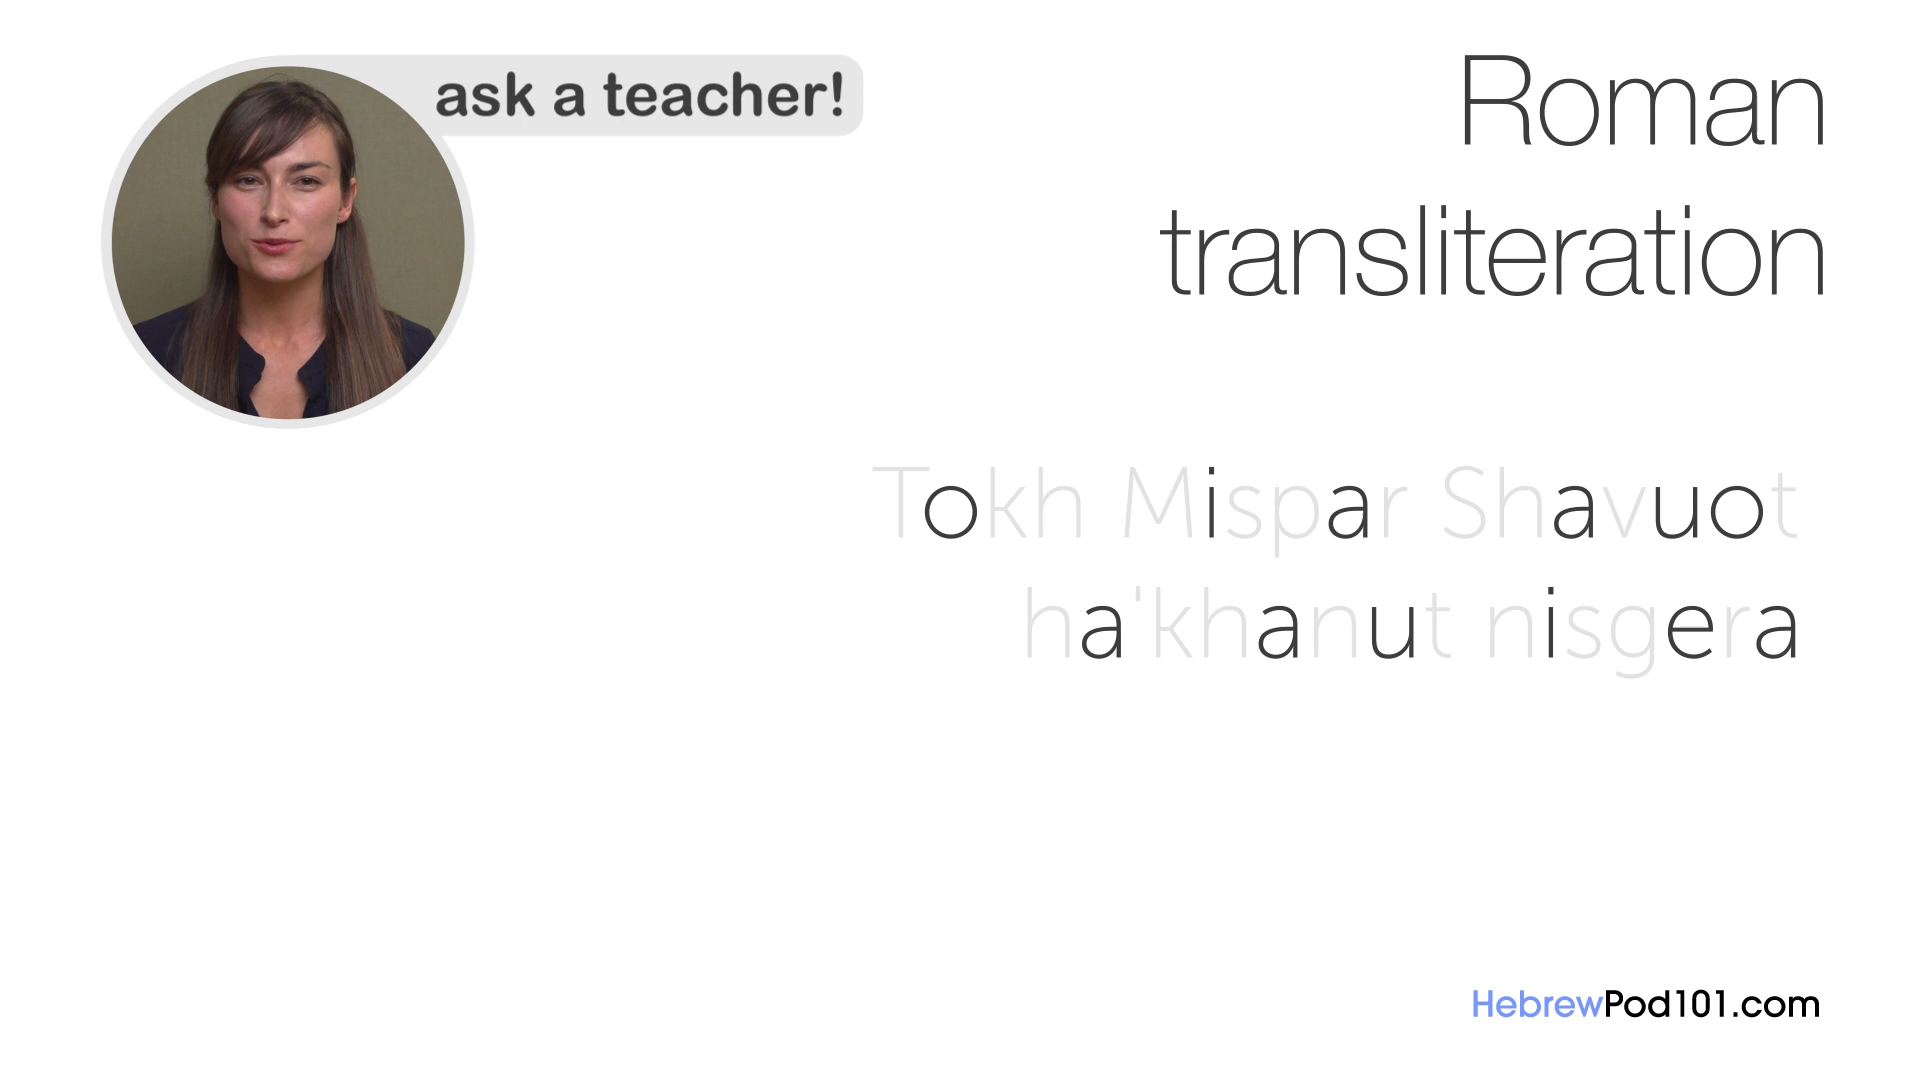 ask a teacher!
Roman
transliteration
Tokh Mispar Shavuot
ha'khanut nisgera
HebrewPod101.com